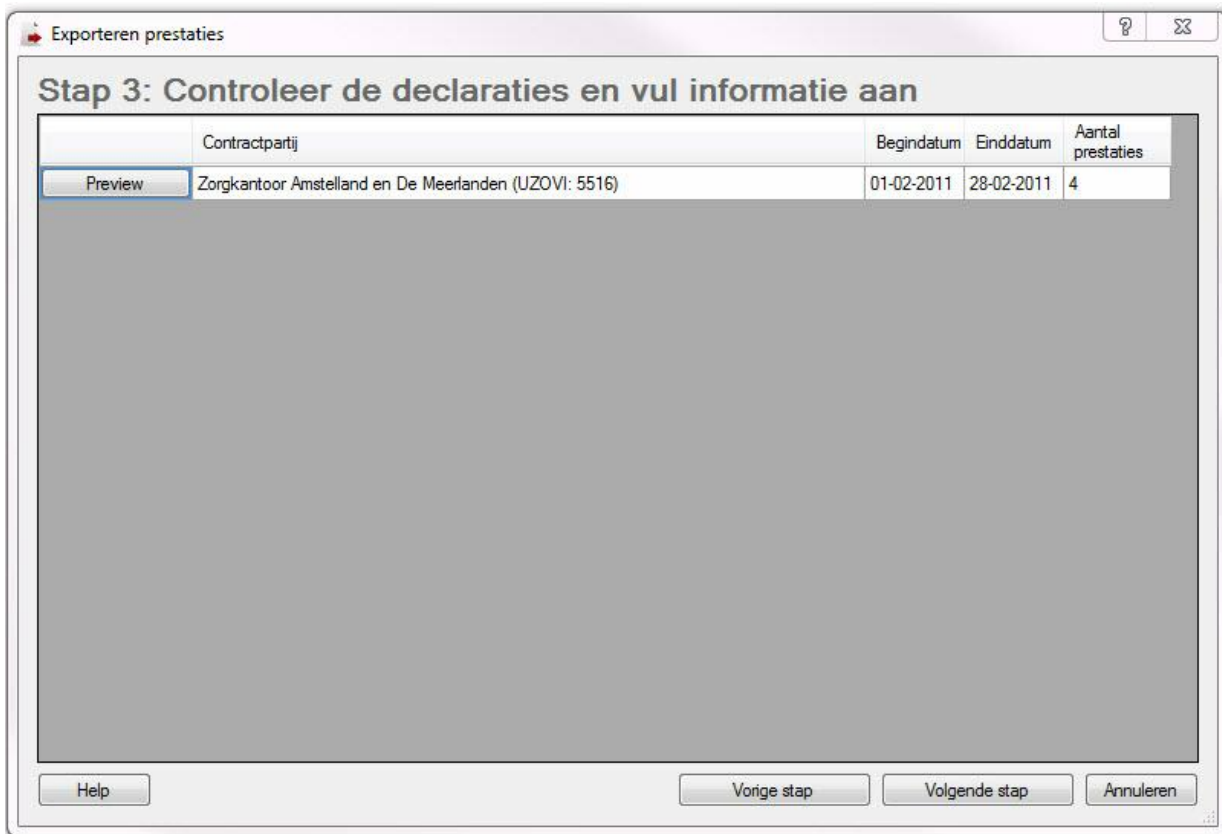 Exporteren prestaties
Stap 3: Controleer de declaraties en vul informatie aan
Contractpartij Begindatum Einddatum Aantal prestaties
Preview Zorgkantoor Amstelland en De Meerlanden (UZOVI: 5516) 01-02-2011 28-02-2011 4
Help Vorige stap Volgende stap Annuleren